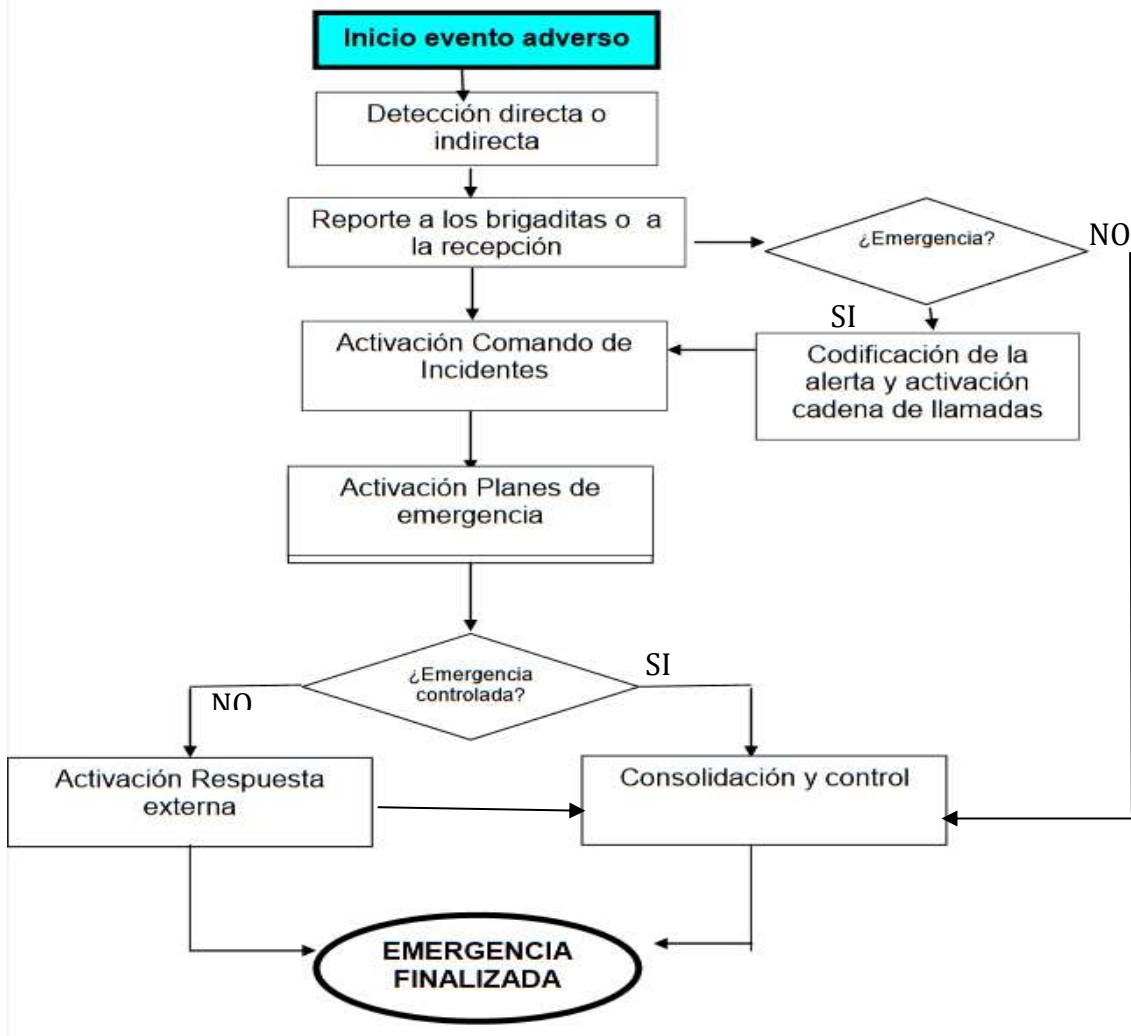 Inicio evento adverso
Detección directa o
indirecta
Reporte a los brigaditas o a
la recepción
¿Emergencia?
NO
SI
Activación Comando de
Incidentes
Codificación de la
alerta y activación
cadena de llamadas
Activación Planes de
emergencia
¿Emergencia
controlada?
SI
NO
Activación Respuesta
externa
Consolidación y control
EMERGENCIA
FINALIZADA